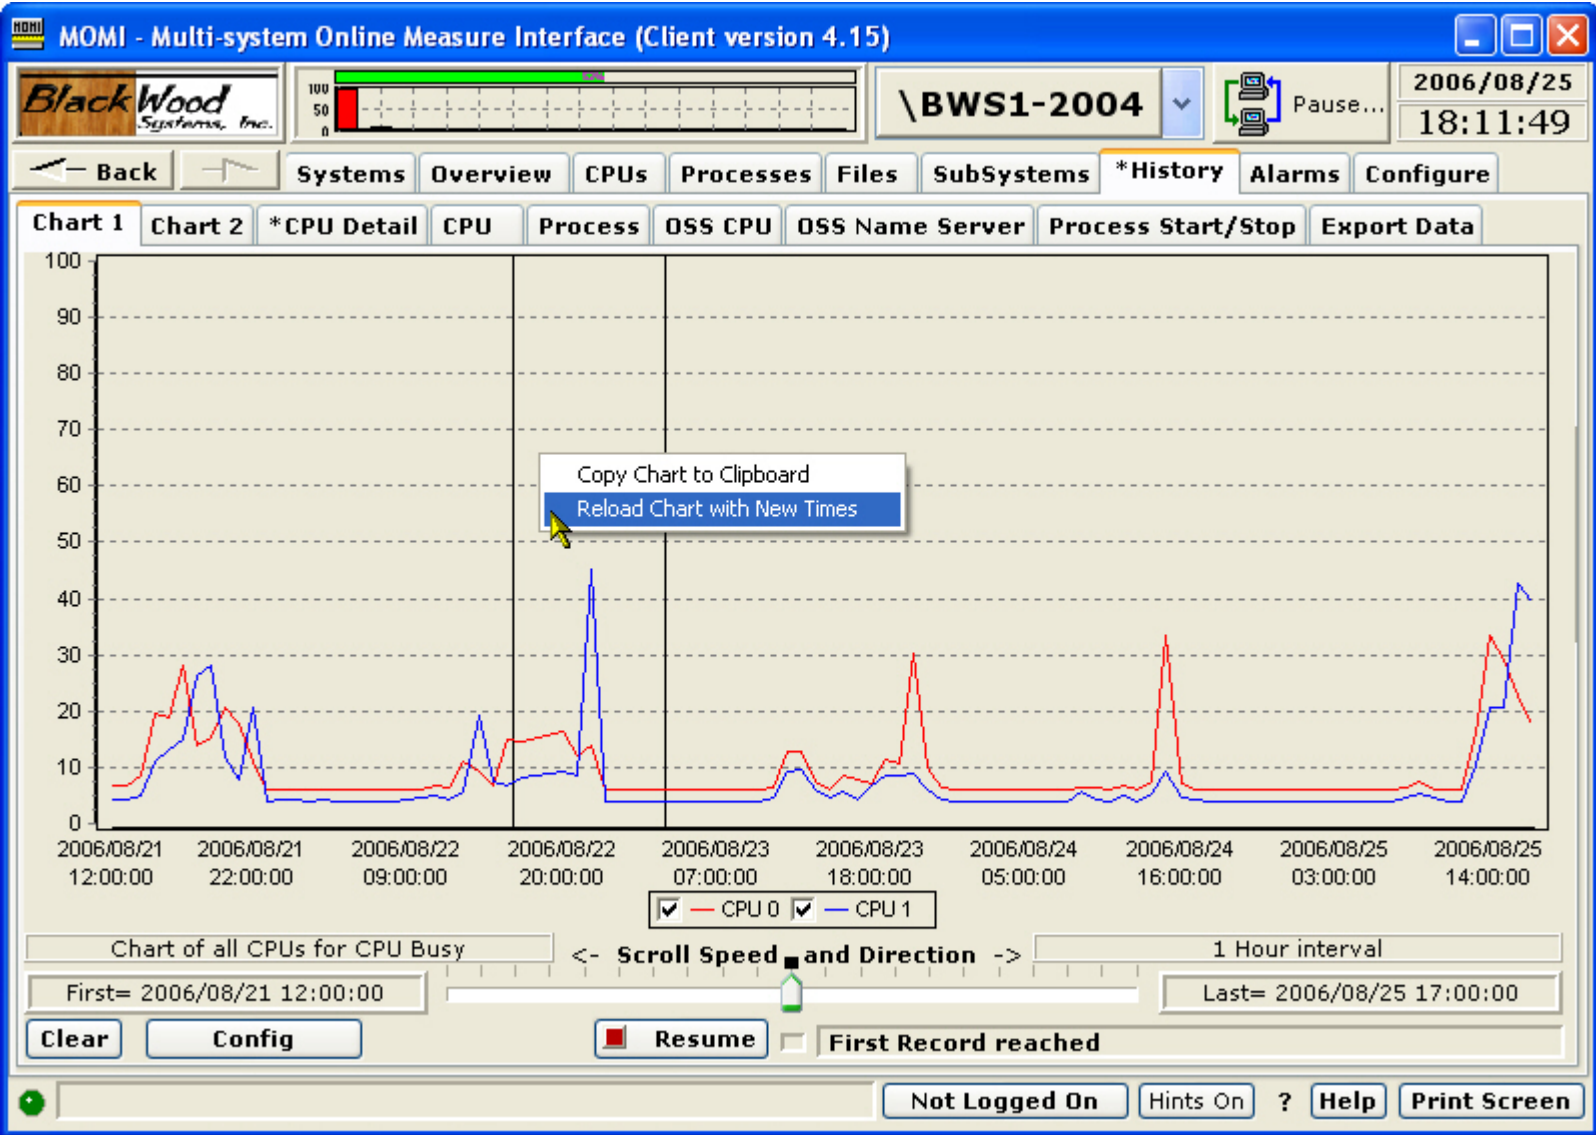 MOMI
MOMI - Multi-system Online Measure Interface (Client version 4.15)
BlackWood
Systems, Inc.
100
50
0
\BWS1-2004
Pause...
2006/08/25
18:11:49
Back
Systems
Overview
CPUs
Processes
Files
SubSystems
*History
Alarms
Configure
Chart 1
Chart 2
*CPU Detail
CPU
Process
OSS CPU
OSS Name Server
Process Start/Stop
Export Data
100
90
80
70
60
50
40
30
20
10
0
Copy Chart to Clipboard
Reload Chart with New Times
2006/08/21 2006/08/21 2006/08/22 2006/08/22 2006/08/23 2006/08/23 2006/08/24 2006/08/24 2006/08/25 2006/08/25
12:00:00 22:00:00 09:00:00 20:00:00 07:00:00 18:00:00 05:00:00 16:00:00 03:00:00 14:00:00
CPU 0 CPU 1
Chart of all CPUs for CPU Busy
<- Scroll Speed and Direction ->
1 Hour interval
First= 2006/08/21 12:00:00
Last= 2006/08/25 17:00:00
Clear
Config
Resume
First Record reached
Not Logged On
Hints On
?
Help
Print Screen